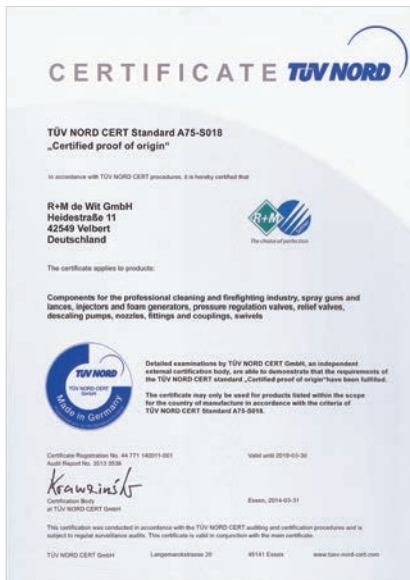 CERTIFICATE TÜV NORD
TÜV NORD CERT Standard A75-S018
„Certified proof of origin“
In accordance with TÜV NORD CERT procedures, it is hereby certified that
R+M de Wit GmbH
Heidestraße 11
42549 Velbert
Deutschland
R+M
The choice of perfection
The certificate applies to products:
Components for the professional cleaning and firefighting industry, spray guns and
lances, injectors and foam generators, pressure regulation valves, relief valves,
descaling pumps, nozzles, fittings and couplings, swivels
TÜV NORD
TÜV NORD CERT
GmbH
Made in Germany
Detailed examinations by TÜV NORD CERT GmbH, an independent
external certification body, are able to demonstrate that the requirements of
the TÜV NORD CERT standard „Certified proof of origin“ have been fulfilled.
The certificate may only be used for products listed within the scope
for the country of manufacture in accordance with the criteria of
TÜV NORD CERT Standard A75-S018.
Certificate Registration No. 44 771 140011-001
Audit Report No. 3513 3536
Valid until 2019-03-30
Certification Body
at TÜV NORD CERT GmbH
Essen, 2014-03-31
This certification was conducted in accordance with the TÜV NORD CERT auditing and certification procedures and is
subject to regular surveillance audits. This certificate is valid in conjunction with the main certificate.
TÜV NORD CERT GmbH Langemarckstrasse 20 45141 Essen www.tuev-nord-cert.com